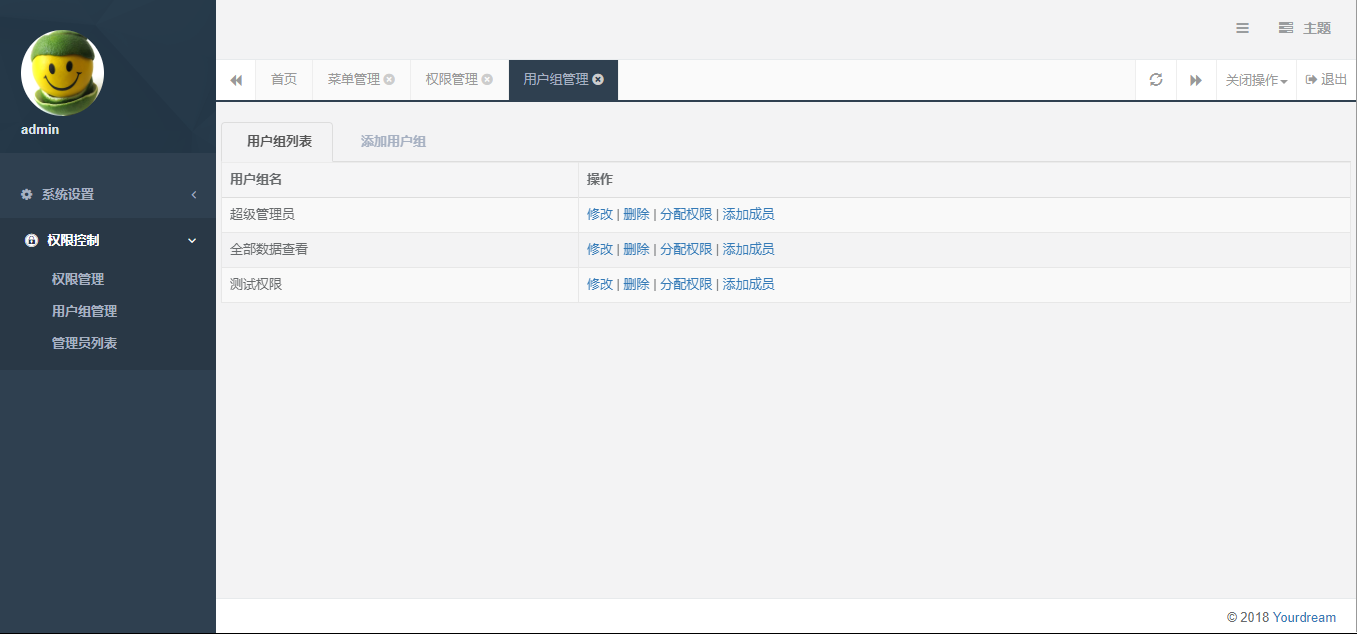 主题
首页 菜单管理 权限管理 用户组管理 关闭操作 退出
admin
系统设置
权限控制
权限管理
用户组管理
管理员列表
用户组列表 添加用户组
用户组名 操作
超级管理员 修改 | 删除 | 分配权限 | 添加成员
全部数据查看 修改 | 删除 | 分配权限 | 添加成员
测试权限 修改 | 删除 | 分配权限 | 添加成员
© 2018 Yourdream